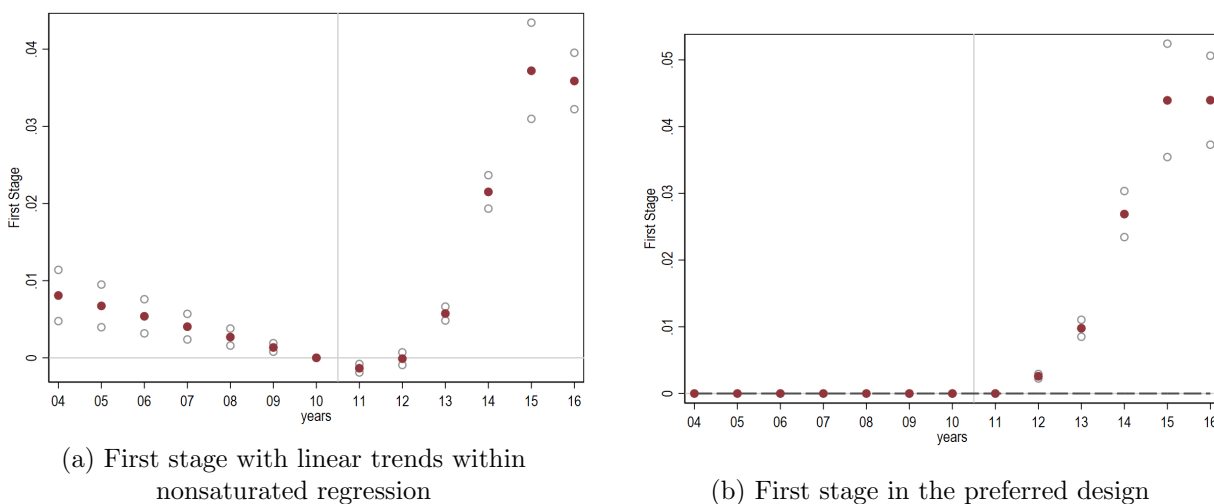 .04
.03
.02
.01
0
First Stage
04 05 06 07 08 09 10 11 12 13 14 15 16
years
(a) First stage with linear trends within
nonsaturated regression
.05
.04
.03
.02
.01
0
First Stage
04 05 06 07 08 09 10 11 12 13 14 15 16
years
(b) First stage in the preferred design